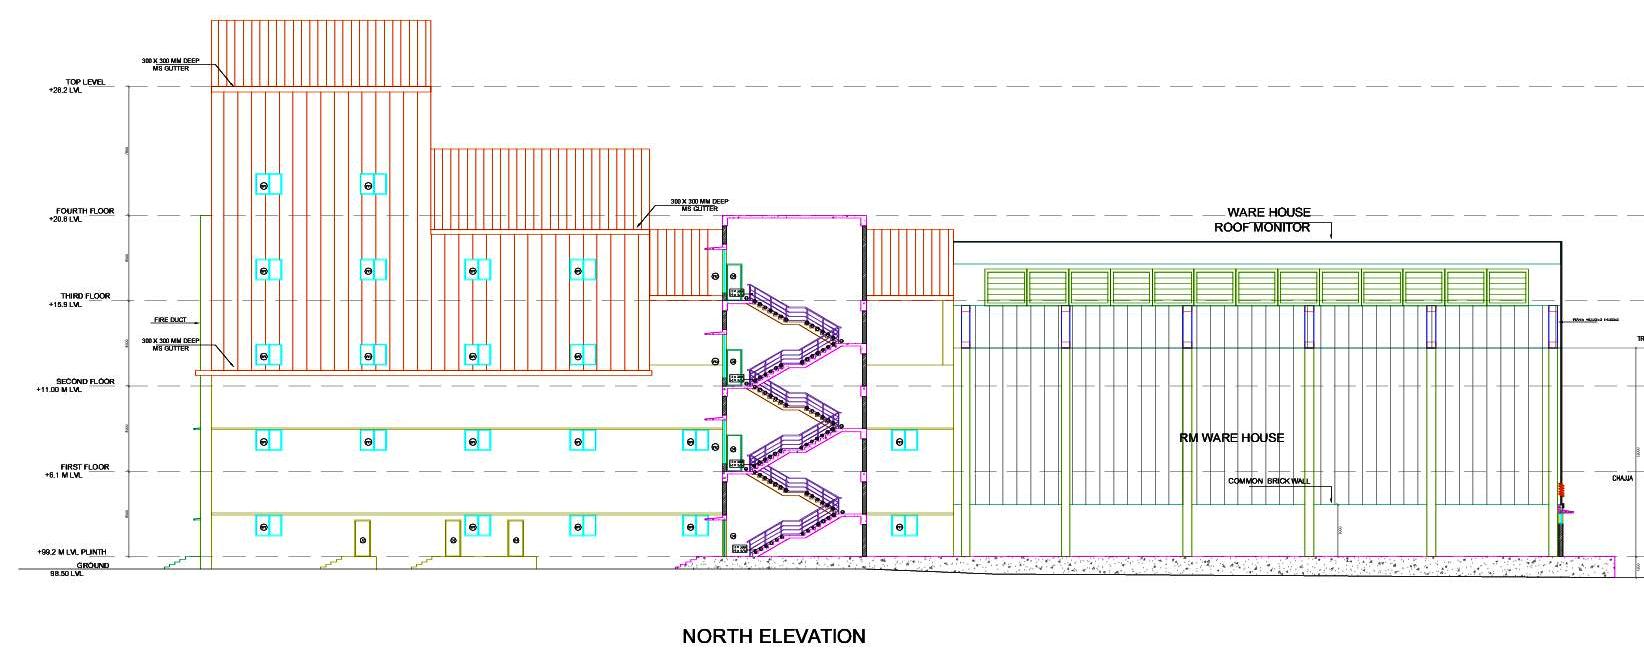 300 X 300 MM DEEP
MS GUTTER
TOP LEVEL
+28.2 LVL
300 X 300 MM DEEP
MS GUTTER
FOURTH FLOOR
+20.8 LVL
WARE HOUSE
ROOF MONITOR
THIRD FLOOR
+15.9 LVL
FIRE DUCT
300 X 300 MM DEEP
MS GUTTER
SECOND FLOOR
+11.00 M LVL
RM WARE HOUSE
FIRST FLOOR
+6.1 M LVL
COMMON BRICK WALL
CHAJJA
+99.2 M LVL PLINTH
GROUND
98.50 LVL
NORTH ELEVATION